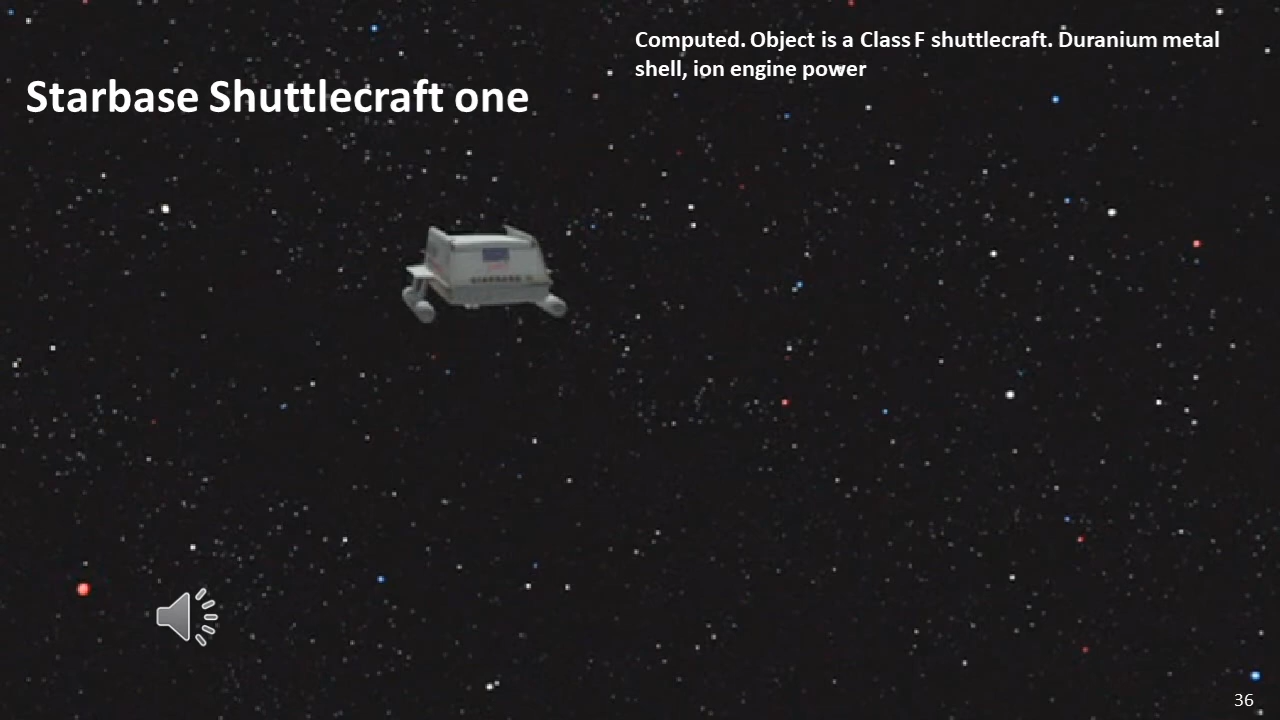 Computed. Object is a Class F shuttlecraft. Duranium metal
shell, ion engine power
Starbase Shuttlecraft one
36